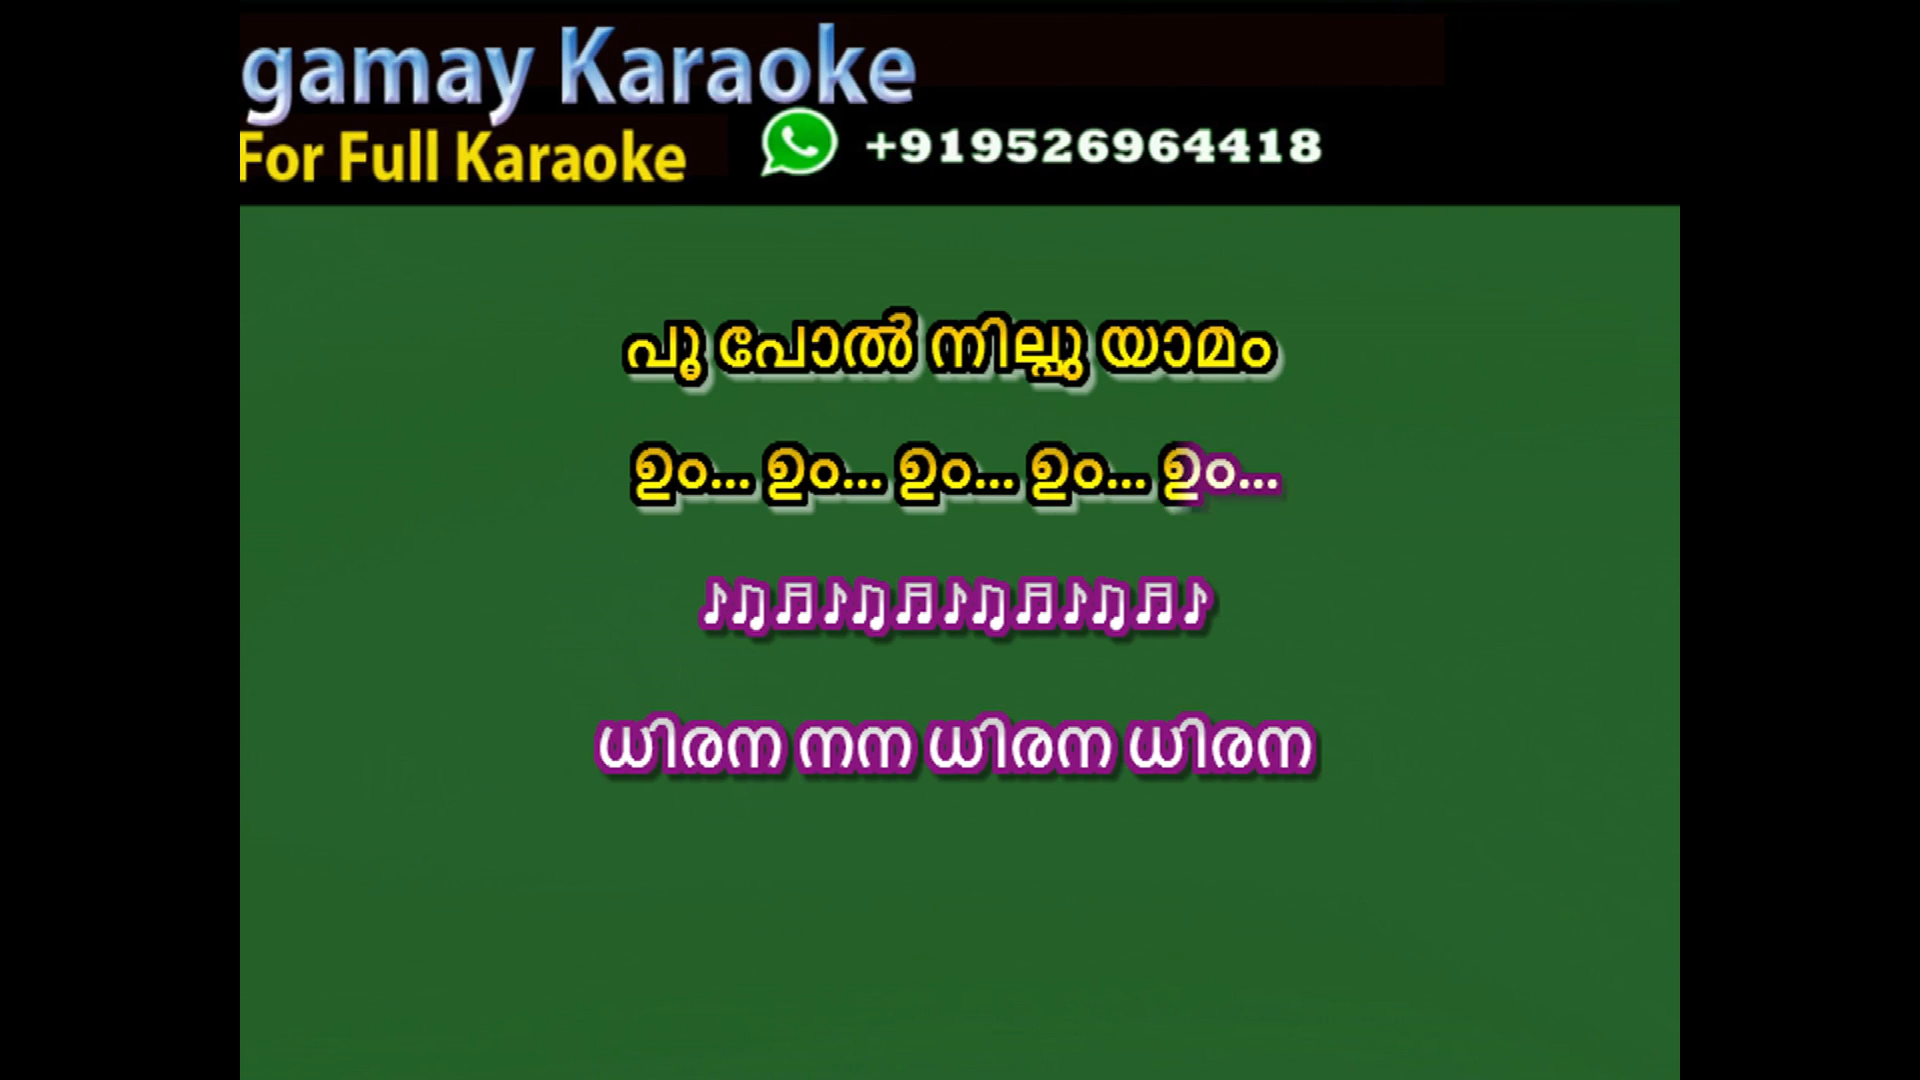 gamay Karaoke
For Full Karaoke +919526964418
പൂ പോൽ നില്പു യാമം
ഉം... ഉം... ഉം... ഉം... ഉം...
♪♫♬♪♫♬♪♫♬♪♫♬♪
ധിരന നന ധിരന ധിരന